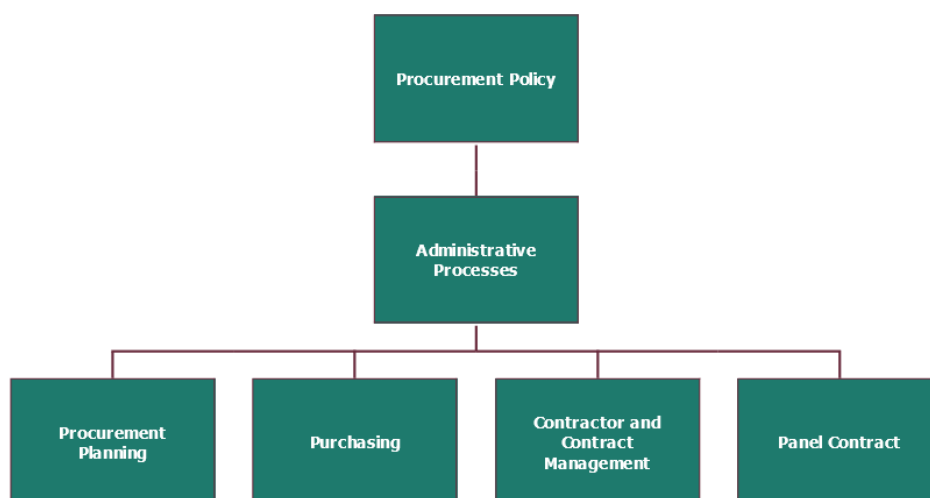 Procurement Policy
Administrative
Processes
Procurement
Planning
Purchasing
Contractor and
Contract
Management
Panel Contract